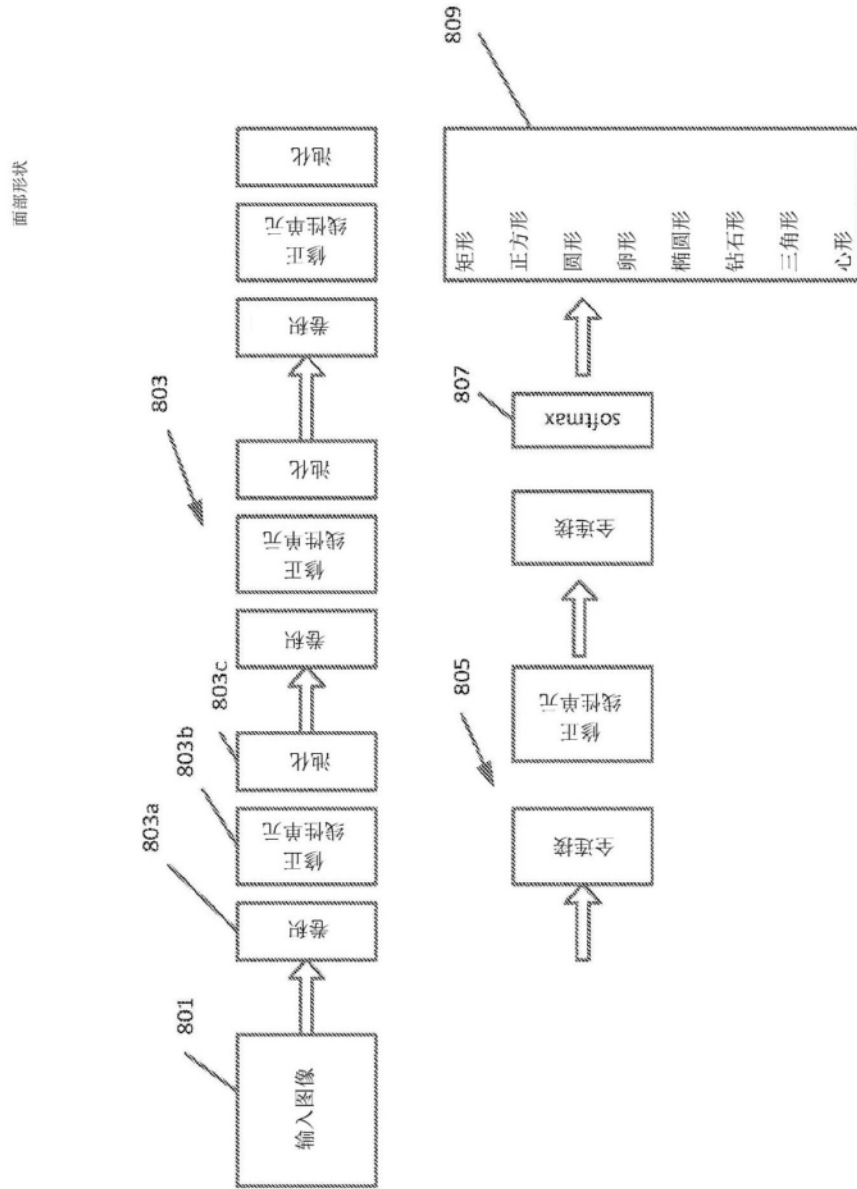 面部形状
801
输入图像
803a
卷积
803b
修正
线性单元
803c
池化
803
卷积
修正
线性单元
池化
卷积
修正
线性单元
池化
805
全连接
修正
线性单元
全连接
807
softmax
809
矩形
正方形
圆形
卵形
椭圆形
钻石形
三角形
心形